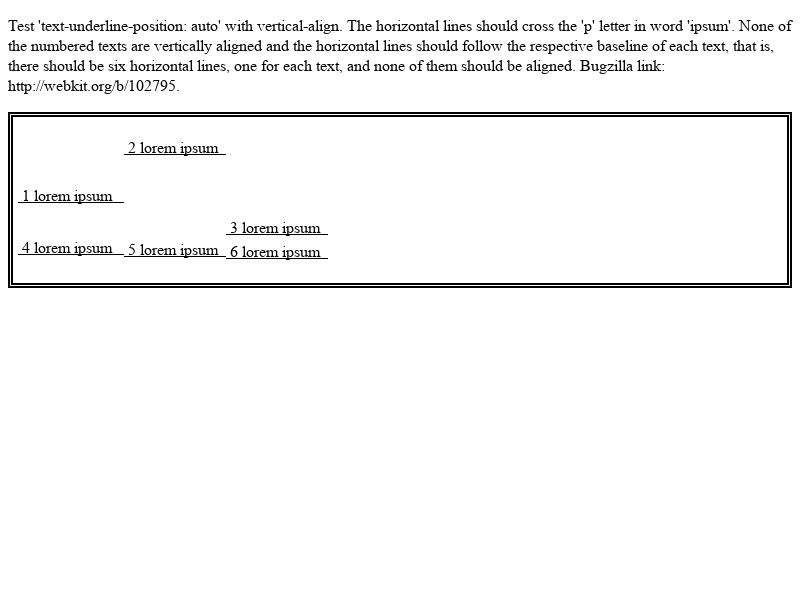 Test 'text-underline-position: auto' with vertical-align. The horizontal lines should cross the 'p' letter in word 'ipsum'. None of
the numbered texts are vertically aligned and the horizontal lines should follow the respective baseline of each text, that is,
there should be six horizontal lines, one for each text, and none of them should be aligned. Bugzilla link:
http://webkit.org/b/102795.
2 lorem ipsum
1 lorem ipsum
3 lorem ipsum
4 lorem ipsum 5 lorem ipsum 6 lorem ipsum